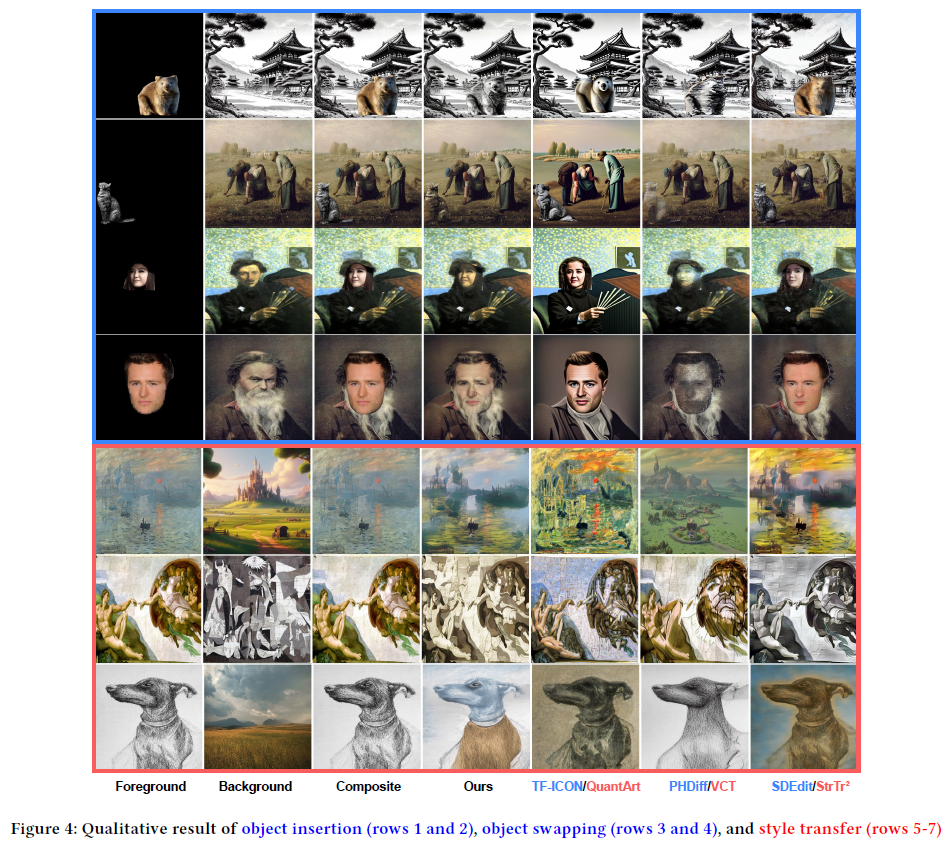 Foreground Background Composite Ours TF-ICON/QuantArt PHDiff/VCT SDEdit/StrTr²
Figure 4: Qualitative result of object insertion (rows 1 and 2), object swapping (rows 3 and 4), and style transfer (rows 5-7)